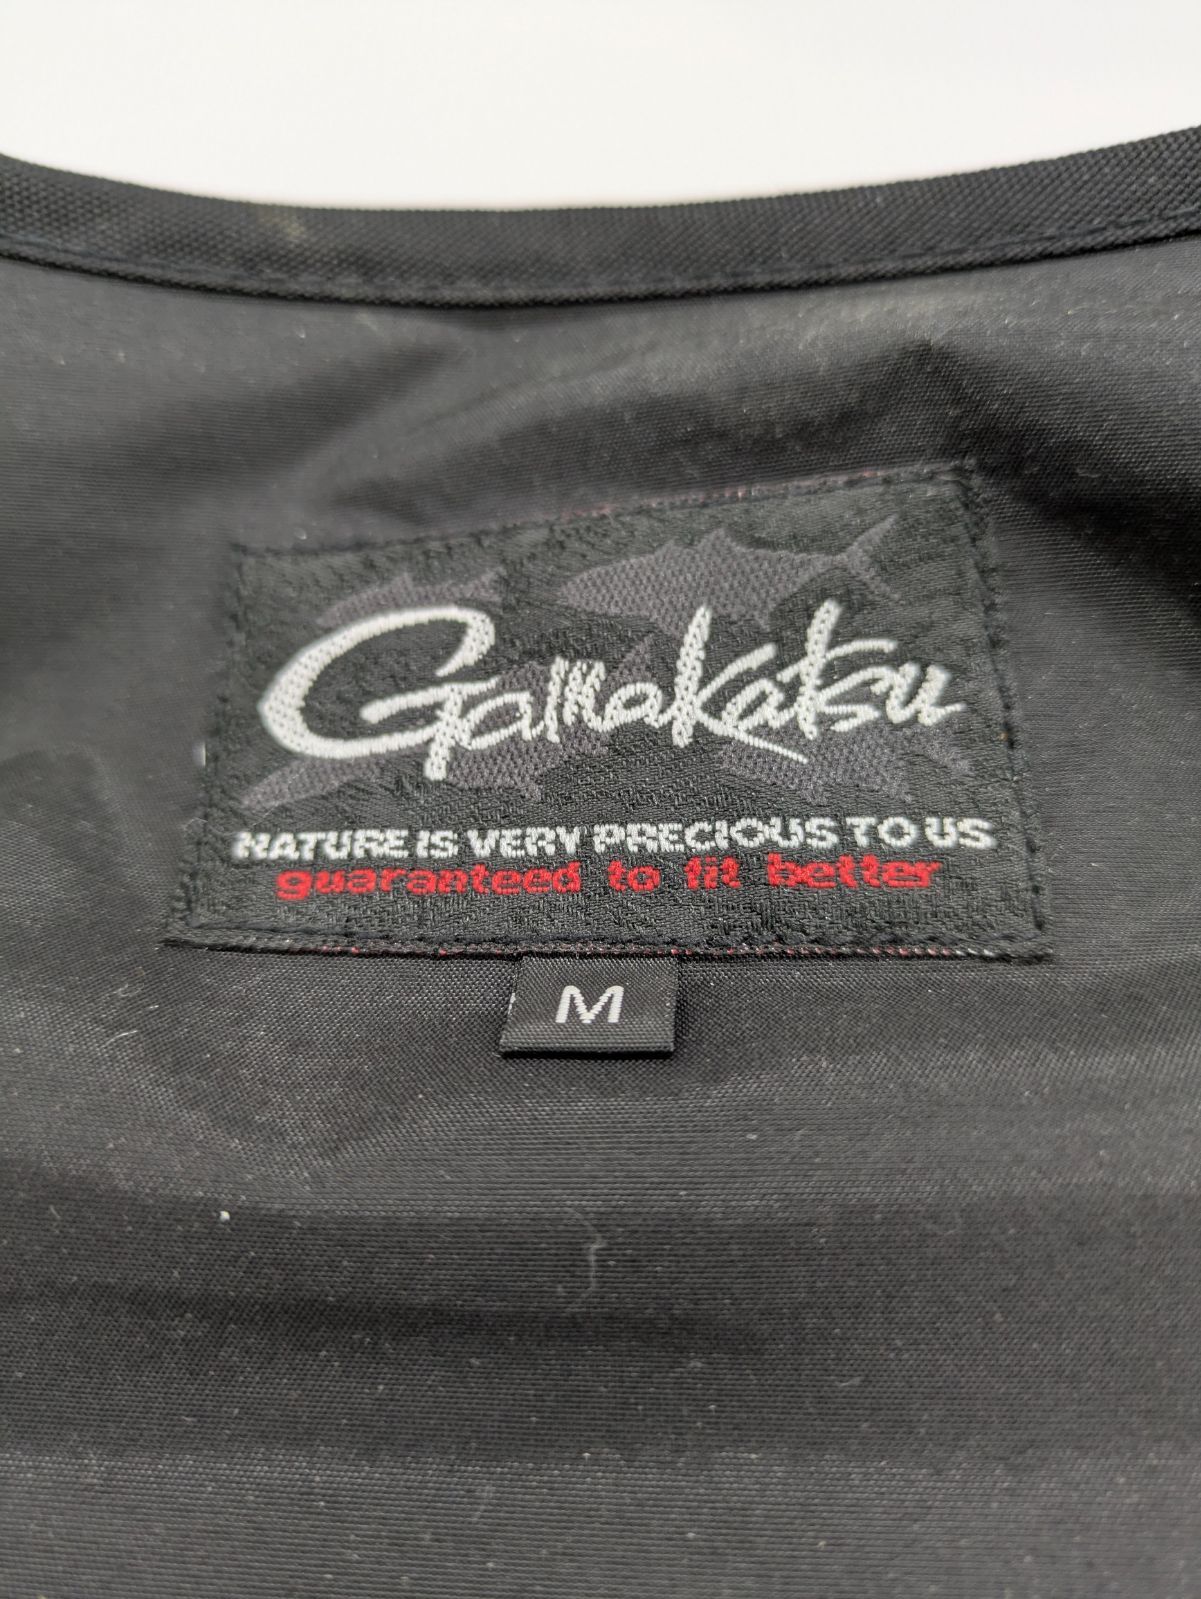 Gamakatsu
NATURE IS VERY PRECIOUS TO US
guaranteed to fit better
M